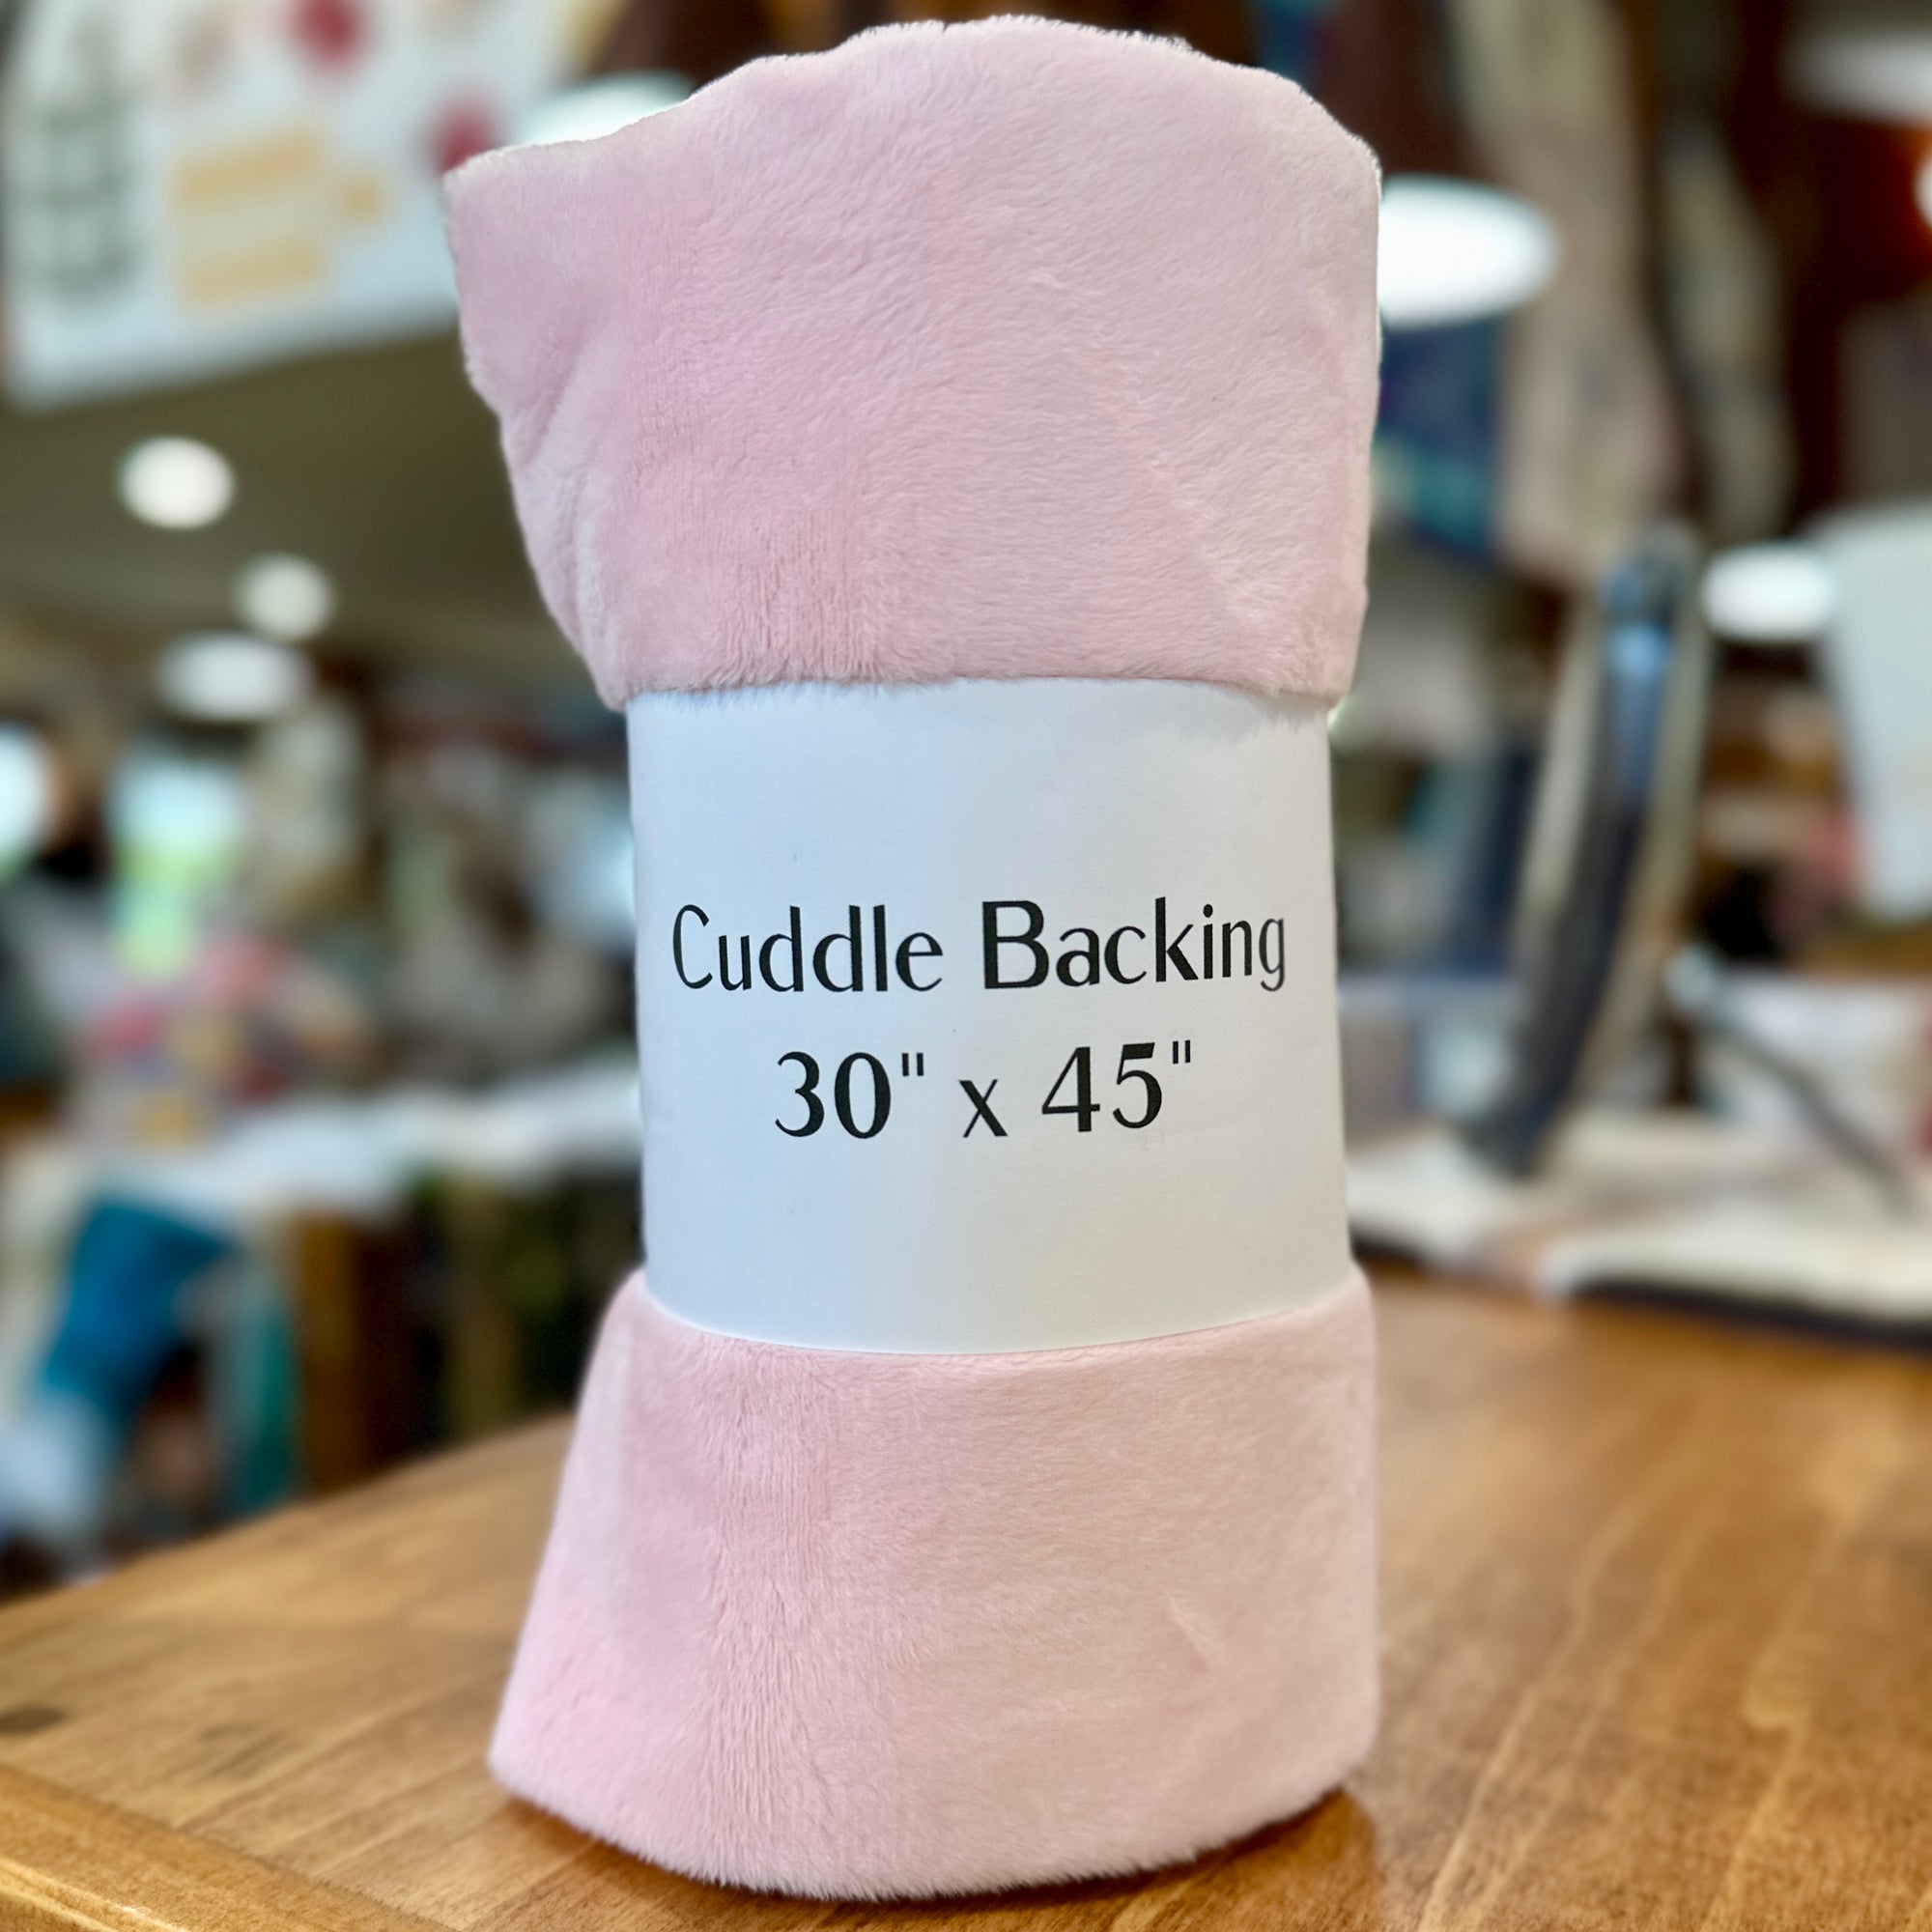 Cuddle Backing
30" x 45"